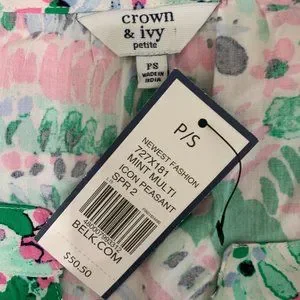 crown
& ivy
petite
PS
MADE IN
INDIA
P/S
NEWEST FASHION
727X181
MINT MULTI
ICON PEASANT
SPR 2
BELK.COM
$50.50